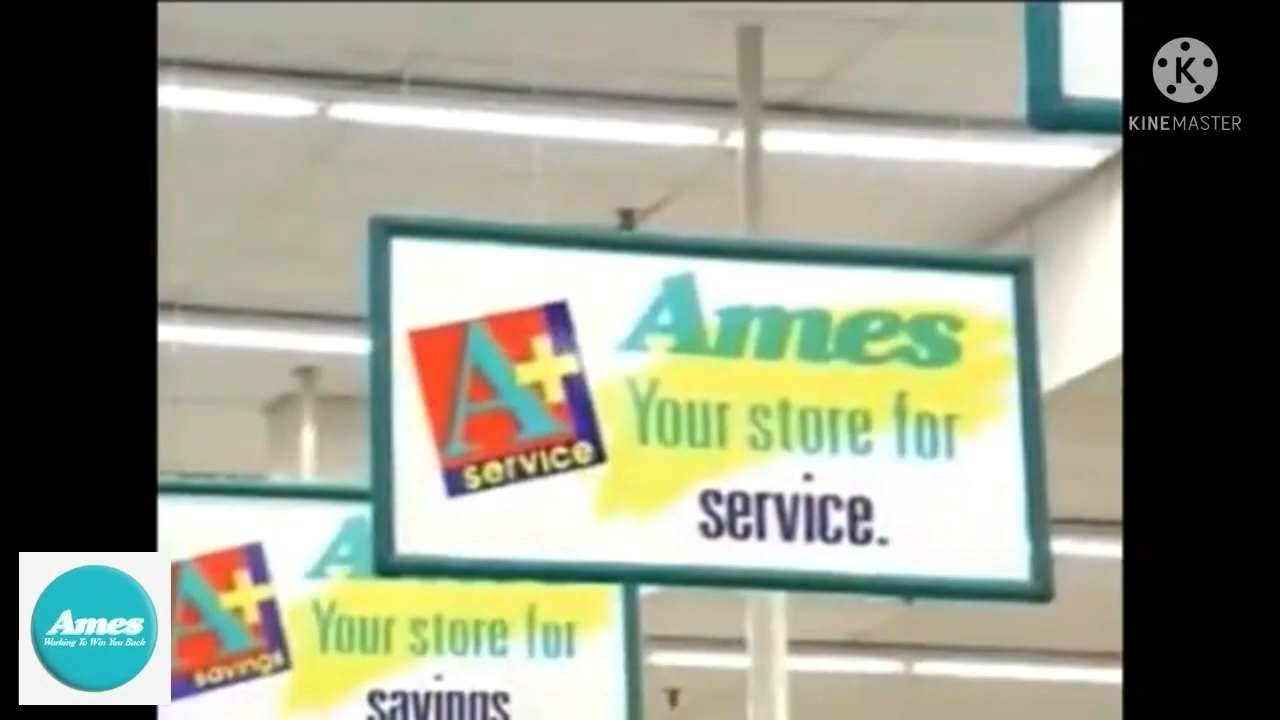 KINEMASTER
Ames
A+
service
Your store for
service.
A+
savings
Your store for
savings
Ames
Working To Win You Back